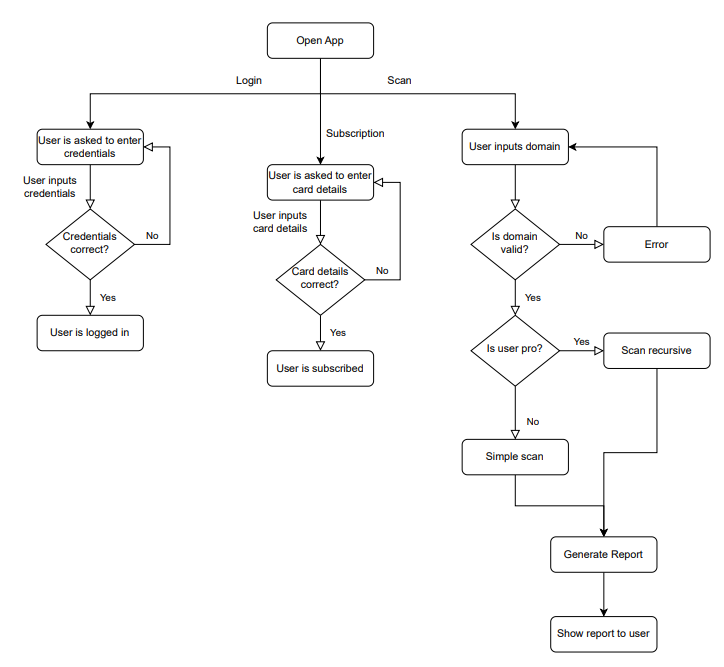 Open App
Login
Scan
Subscription
User is asked to enter
credentials
User inputs
credentials
Credentials
correct?
No
Yes
User is logged in
User is asked to enter
card details
User inputs
card details
Card details
correct?
No
Yes
User is subscribed
User inputs domain
Is domain
valid?
No
Error
Yes
Is user pro?
Yes
Scan recursive
No
Simple scan
Generate Report
Show report to user